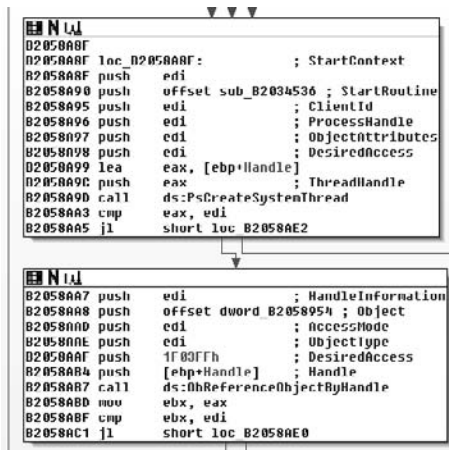 B2058A8F
B2058A8F loc_B2058A8F: ; StartContext
B2058A8F push edi
B2058A90 push offset sub_B2034536 ; StartRoutine
B2058A95 push edi ; ClientId
B2058A96 push edi ; ProcessHandle
B2058A97 push edi ; ObjectAttributes
B2058A98 push edi ; DesiredAccess
B2058A99 lea eax, [ebp+Handle]
B2058A9C push eax ; ThreadHandle
B2058A9D call ds:PsCreateSystemThread
B2058AA3 cmp eax, edi
B2058AA5 jl short loc_B2058AE2
B2058AA7 push edi ; HandleInformation
B2058AA8 push offset dword_B2058954 ; Object
B2058AAD push edi ; AccessMode
B2058AAE push edi ; ObjectType
B2058AAF push 1F03FFh ; DesiredAccess
B2058AB4 push [ebp+Handle] ; Handle
B2058AB7 call ds:ObReferenceObjectByHandle
B2058ABD mov ebx, eax
B2058ABF cmp ebx, edi
B2058AC1 jl short loc_B2058AE0